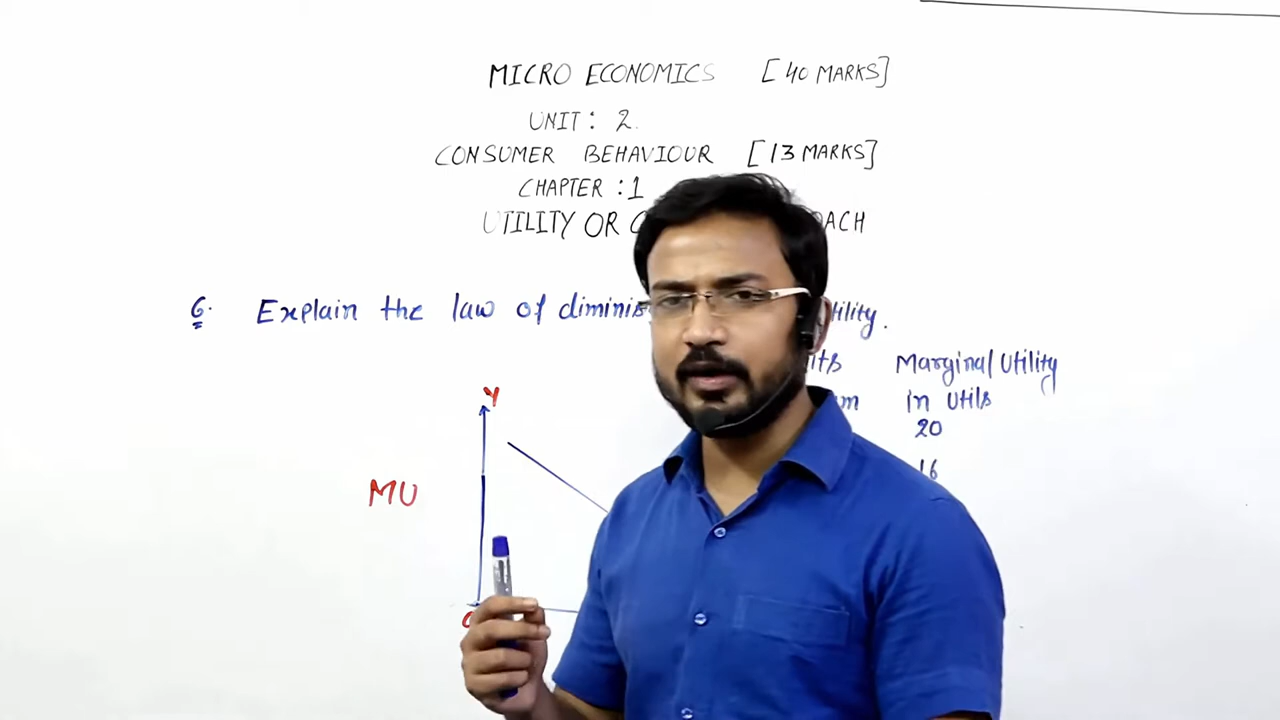 MICRO ECONOMICS [40 MARKS]
UNIT: 2.
CONSUMER BEHAVIOUR [13 MARKS]
CHAPTER : 1
UTILITY OR
6. Explain the law of
Marginal Utility
in Utils
20
16
Y
MU